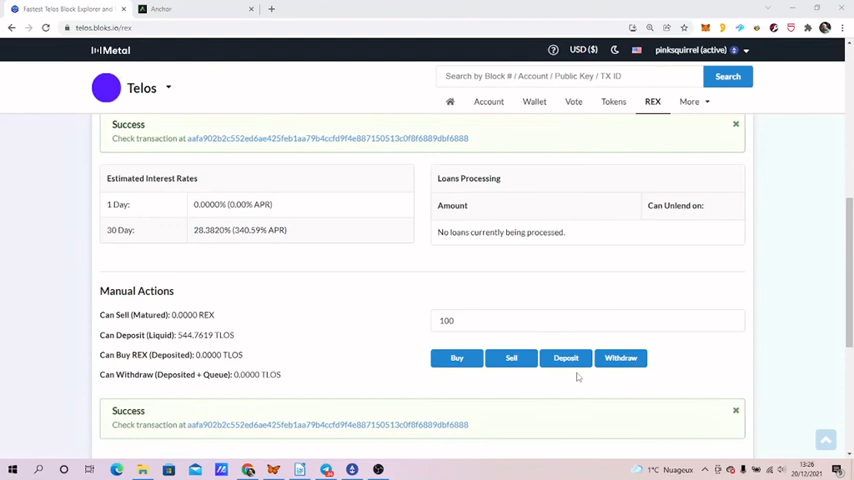 Fastest Telos Block Explorer and
Anchor
telos.bloks.io/rex
Metal
USD ($)
pinksquirrel (active)
Telos
Search by Block # / Account / Public Key / TX ID
Search
Account
Wallet
Vote
Tokens
REX
More
Success
Check transaction at aafa902b2c552ed6ae425feb1aa79b4ccfd9f4e887150513c0f8f6889dbf6888
Estimated Interest Rates
1 Day:
0.0000% (0.00% APR)
30 Day:
28.3820% (340.59% APR)
Loans Processing
Amount
Can Unlend on:
No loans currently being processed.
Manual Actions
Can Sell (Matured): 0.0000 REX
Can Deposit (Liquid): 544.7619 TLOS
Can Buy REX (Deposited): 0.0000 TLOS
Can Withdraw (Deposited + Queue): 0.0000 TLOS
100
Buy
Sell
Deposit
Withdraw
Success
Check transaction at aafa902b2c552ed6ae425feb1aa79b4ccfd9f4e887150513c0f8f6889dbf6888
1°C Nuageux
13:26
20/12/2021